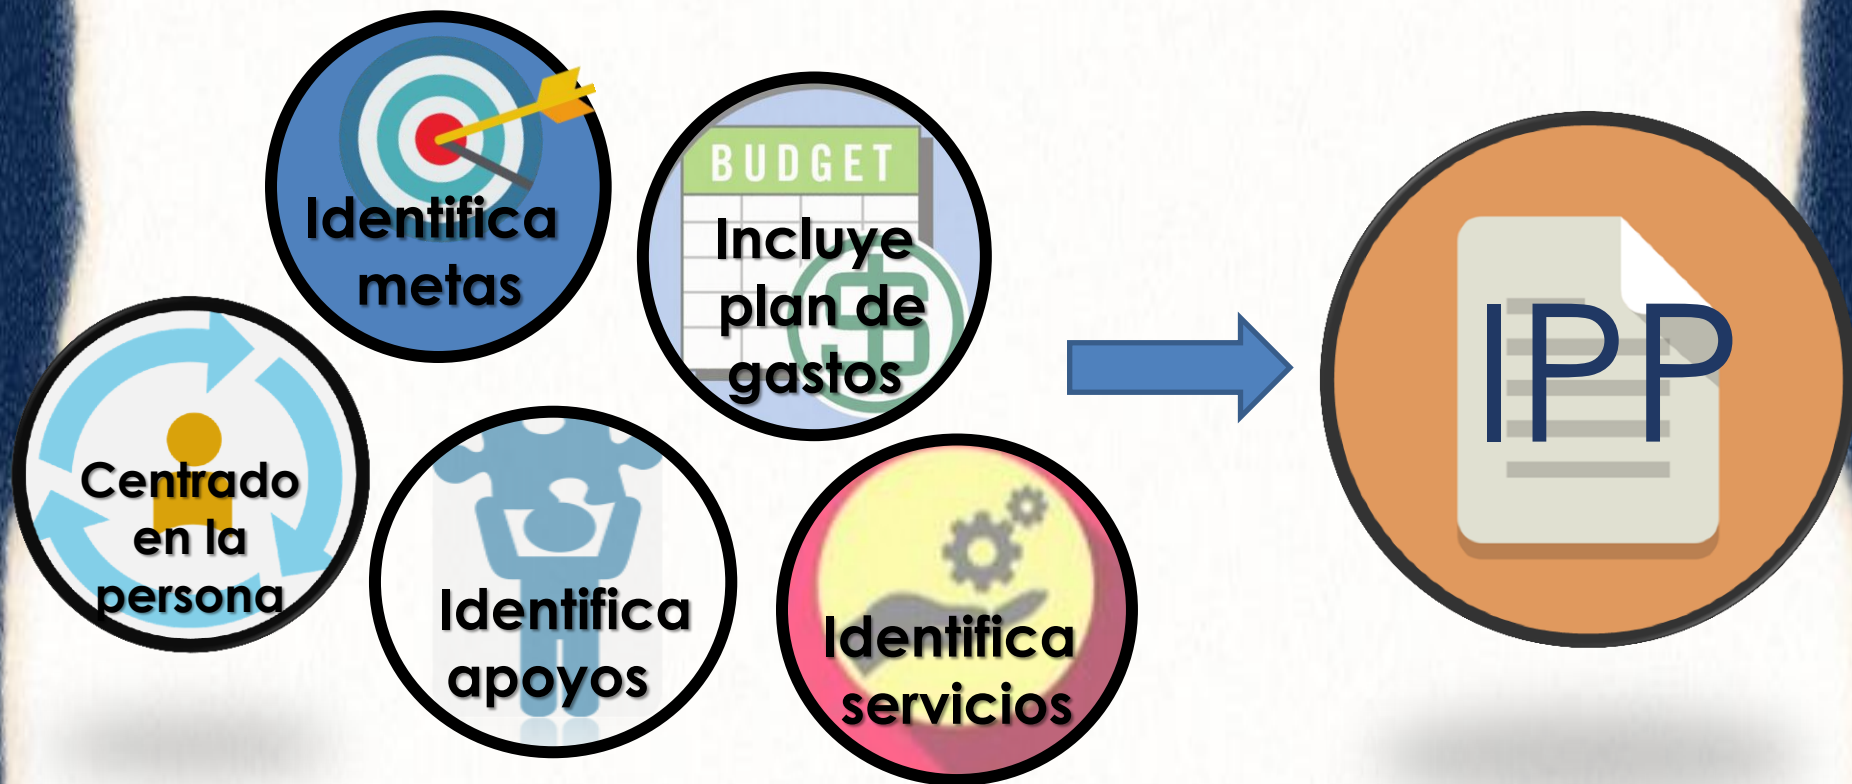 Identifica
metas
BUDGET
Incluye
plan de
gastos
Centrado
en la
persona
Identifica
apoyos
Identifica
servicios
IPP